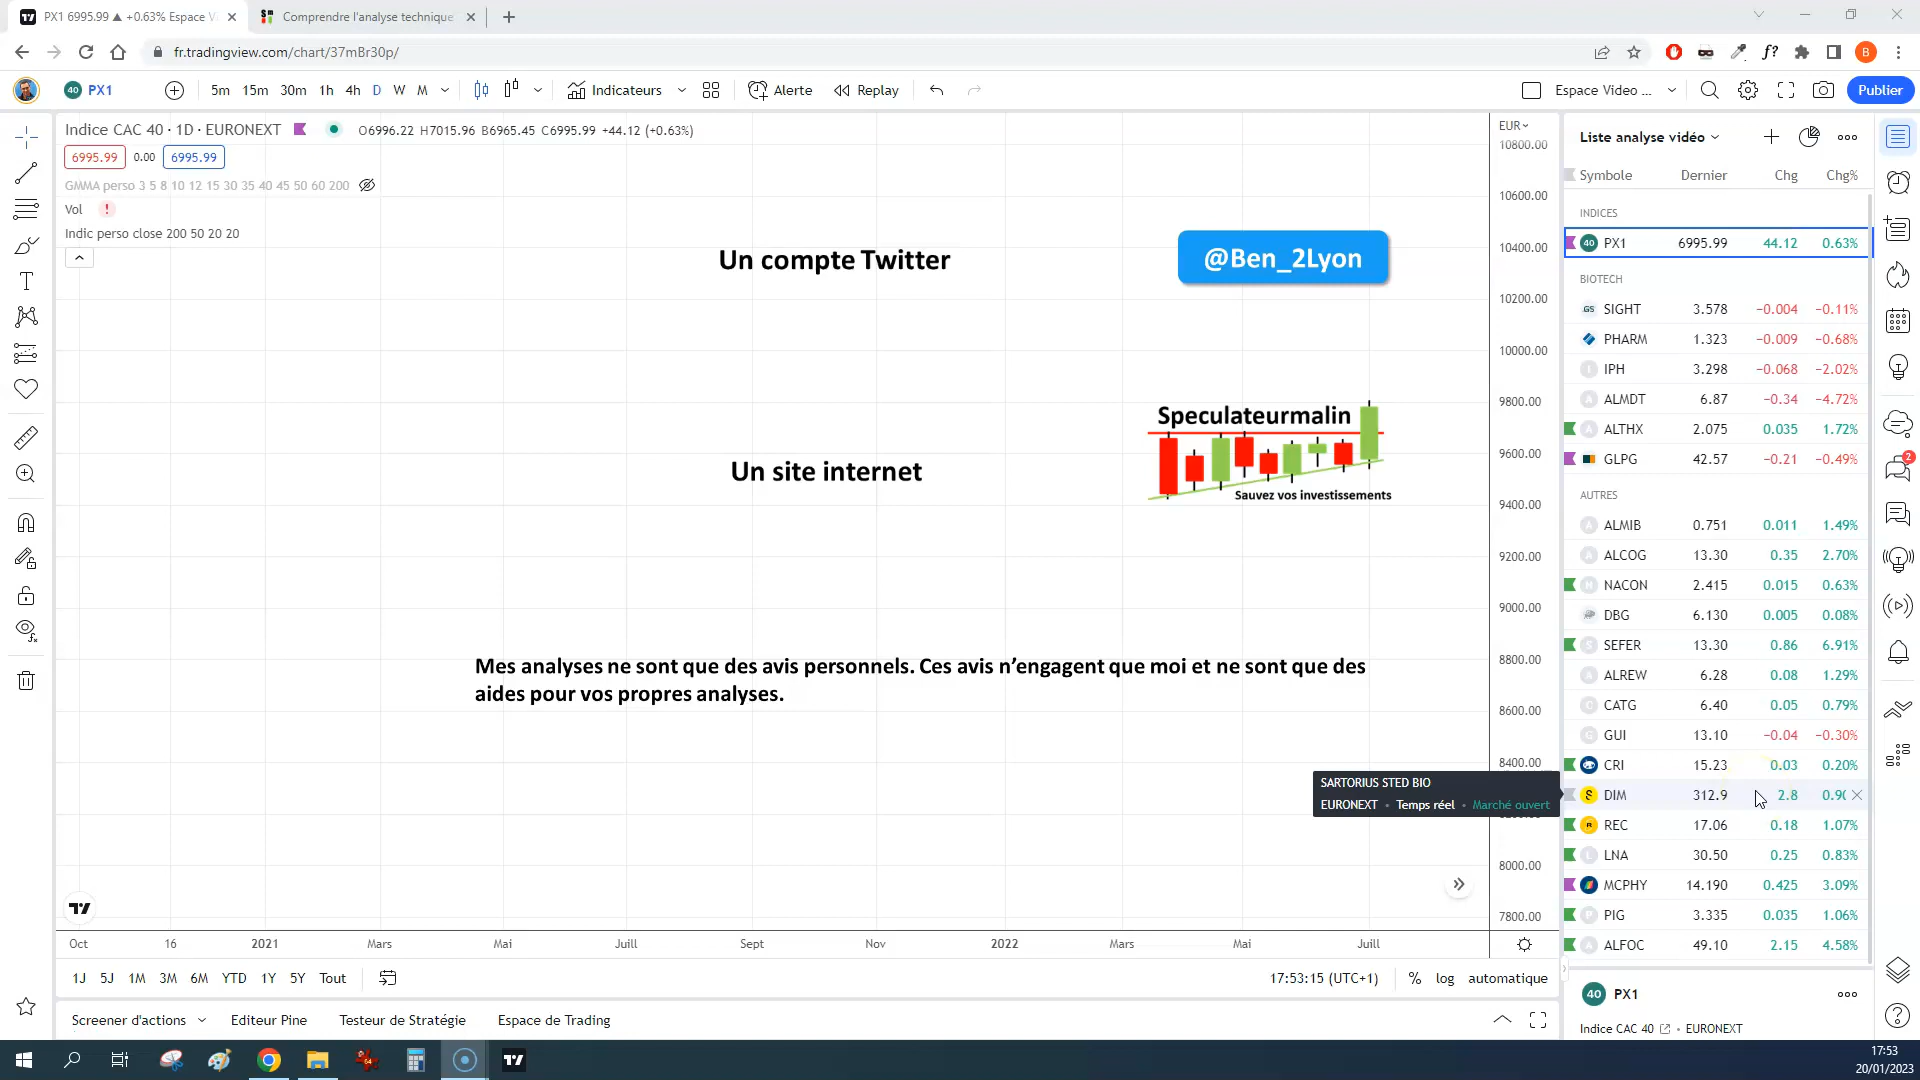 PX1 6995.99 ▲ +0.63% Espace V
Comprendre l'analyse technique
fr.tradingview.com/chart/37mBr30p/
f?
B
40 PX1
5m 15m 30m 1h 4h D W M
Indicateurs
Alerte
Replay
Espace Video ...
Publier
Indice CAC 40 · 1D · EURONEXT
O6996.22 H7015.96 B6965.45 C6995.99 +44.12 (+0.63%)
6995.99 0.00 6995.99
GMMA perso 3 5 8 10 12 15 30 35 40 45 50 60 200
Vol !
Indic perso close 200 50 20 20
Un compte Twitter
@Ben_2Lyon
Un site internet
Speculateurmalin
Sauvez vos investissements
Mes analyses ne sont que des avis personnels. Ces avis n'engagent que moi et ne sont que des
aides pour vos propres analyses.
EUR
10800.00
10600.00
10400.00
10200.00
10000.00
9800.00
9600.00
9400.00
9200.00
9000.00
8800.00
8600.00
8400.00
8000.00
7800.00
Oct 16 2021 Mars Mai Juill Sept Nov 2022 Mars Mai Juill
1J 5J 1M 3M 6M YTD 1Y 5Y Tout
17:53:15 (UTC+1) % log automatique
Screener d'actions Editeur Pine Testeur de Stratégie Espace de Trading
SARTORIUS STED BIO
EURONEXT • Temps réel • Marché ouvert
Liste analyse vidéo
Symbole Dernier Chg Chg%
INDICES
40 PX1 6995.99 44.12 0.63%
BIOTECH
GS SIGHT 3.578 −0.004 −0.11%
PHARM 1.323 −0.009 −0.68%
I IPH 3.298 −0.068 −2.02%
A ALMDT 6.87 −0.34 −4.72%
A ALTHX 2.075 0.035 1.72%
GLPG 42.57 −0.21 −0.49%
AUTRES
A ALMIB 0.751 0.011 1.49%
A ALCOG 13.30 0.35 2.70%
N NACON 2.415 0.015 0.63%
DBG 6.130 0.005 0.08%
S SEFER 13.30 0.86 6.91%
A ALREW 6.28 0.08 1.29%
C CATG 6.40 0.05 0.79%
G GUI 13.10 −0.04 −0.30%
CRI 15.23 0.03 0.20%
S DIM 312.9 2.8 0.90
R REC 17.06 0.18 1.07%
L LNA 30.50 0.25 0.83%
MCPHY 14.190 0.425 3.09%
P PIG 3.335 0.035 1.06%
A ALFOC 49.10 2.15 4.58%
40 PX1
Indice CAC 40 • EURONEXT
2
17:53
20/01/2023